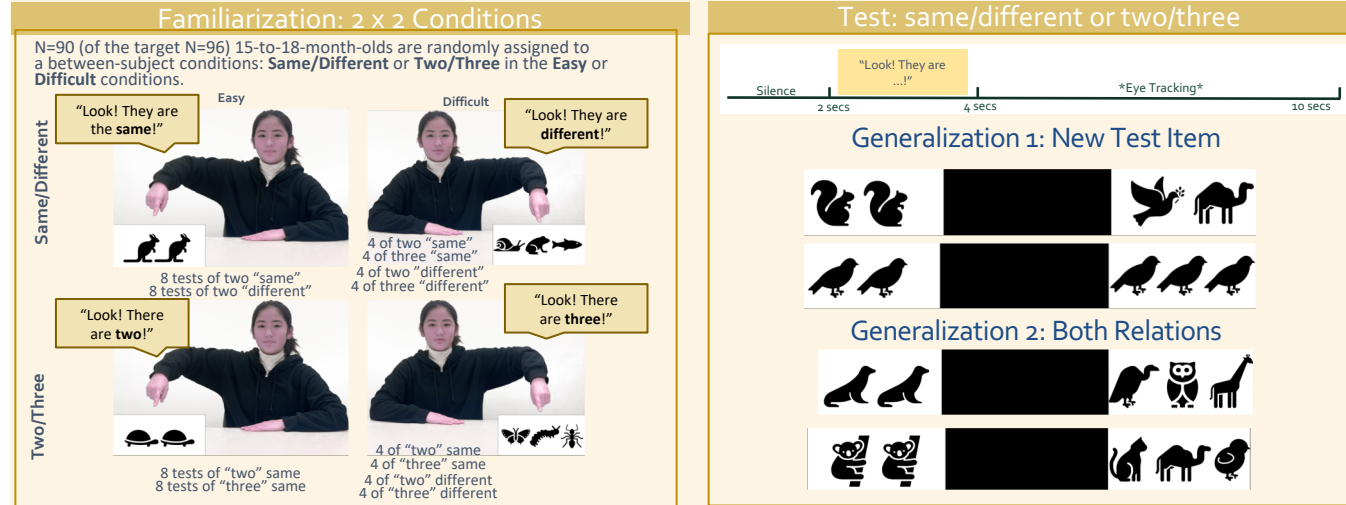 Familiarization: 2 x 2 Conditions
N=90 (of the target N=96) 15-to-18-month-olds are randomly assigned to
a between-subject conditions: Same/Different or Two/Three in the Easy or
Difficult conditions.
Easy
Difficult
Same/Different
"Look! They are
the same!"
"Look! They are
different!"
8 tests of two "same"
8 tests of two "different"
4 of two "same"
4 of three "same"
4 of two "different"
4 of three "different"
Two/Three
"Look! There
are two!"
"Look! There
are three!"
8 tests of "two" same
8 tests of "three" same
4 of "two" same
4 of "three" same
4 of "two" different
4 of "three" different
Test: same/different or two/three
"Look! They are
...!"
Silence
*Eye Tracking*
2 secs
4 secs
10 secs
Generalization 1: New Test Item
Generalization 2: Both Relations